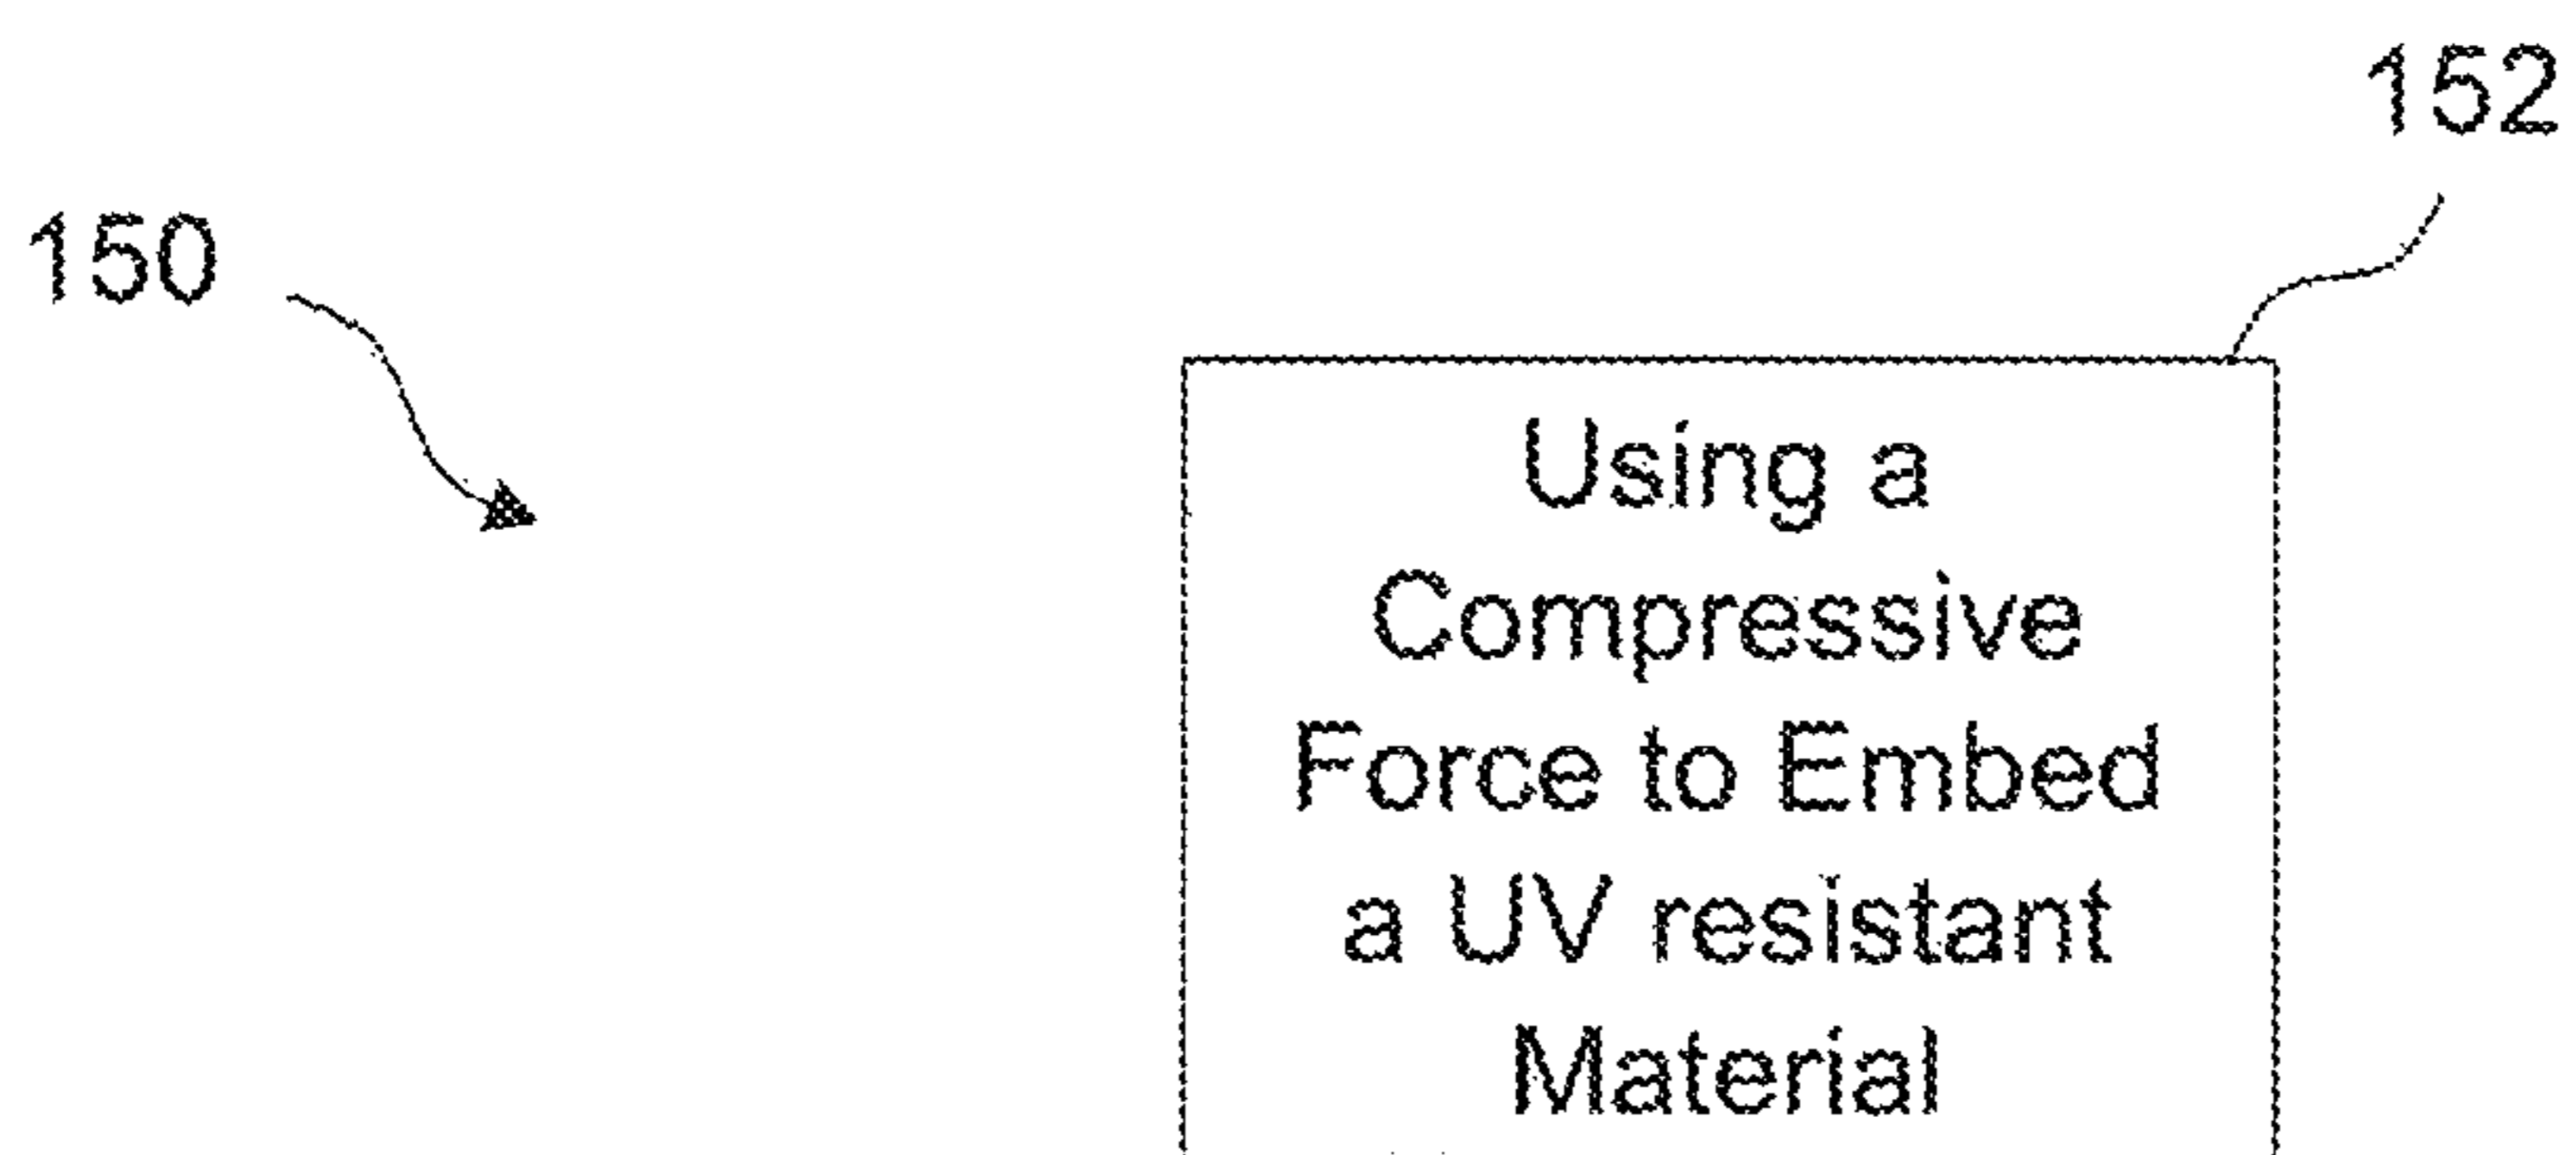 152
150
Using a
Compressive
Force to Embed
a UV resistant
Material